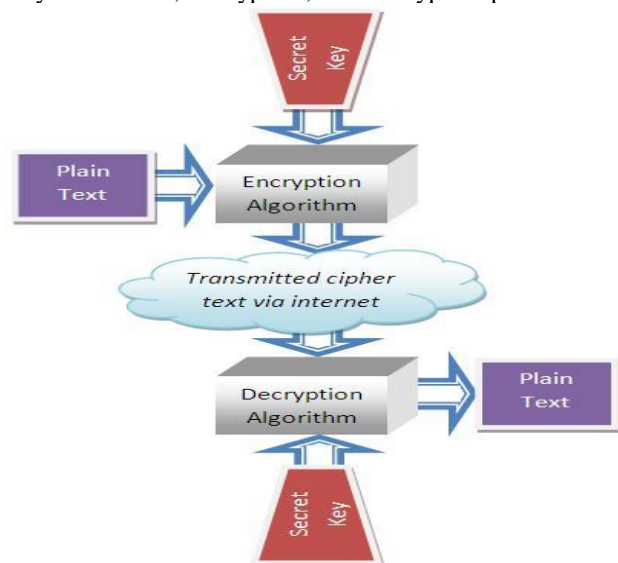 Secret
Key
Plain
Text
Encryption
Algorithm
Transmitted cipher
text via internet
Decryption
Algorithm
Plain
Text
Secret
Key